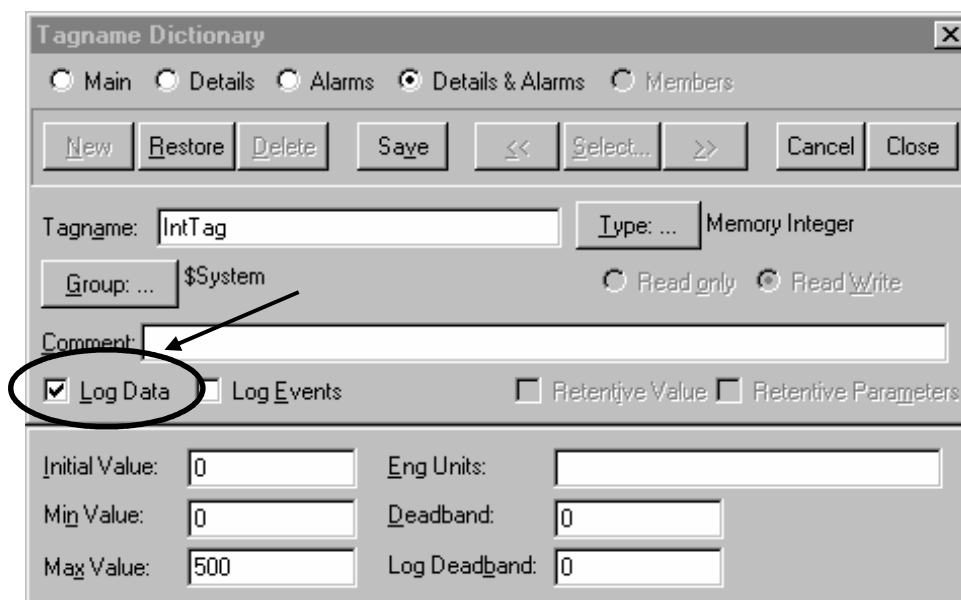 Tagname Dictionary
Main Details Alarms Details & Alarms Members
New Restore Delete Save << Select... >> Cancel Close
Tagname: IntTag Type: ... Memory Integer
Group: ... $System Read only Read Write
Comment:
Log Data Log Events Retentive Value Retentive Parameters
Initial Value: 0 Eng Units:
Min Value: 0 Deadband: 0
Max Value: 500 Log Deadband: 0